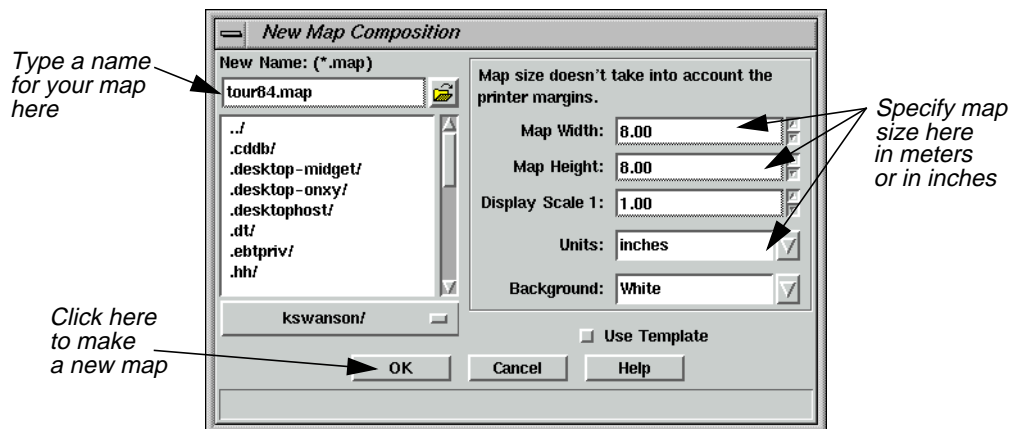 New Map Composition
Type a name
for your map
here
New Name: (*.map)
tour84.map
../
.cddb/
.desktop-midget/
.desktop-onxy/
.desktophost/
.dt/
.ebtpriv/
.hh/
kswanson/
Map size doesn't take into account the
printer margins.
Map Width: 8.00
Map Height: 8.00
Display Scale 1: 1.00
Units: inches
Background: White
Specify map
size here
in meters
or in inches
Use Template
Click here
to make
a new map
OK Cancel Help